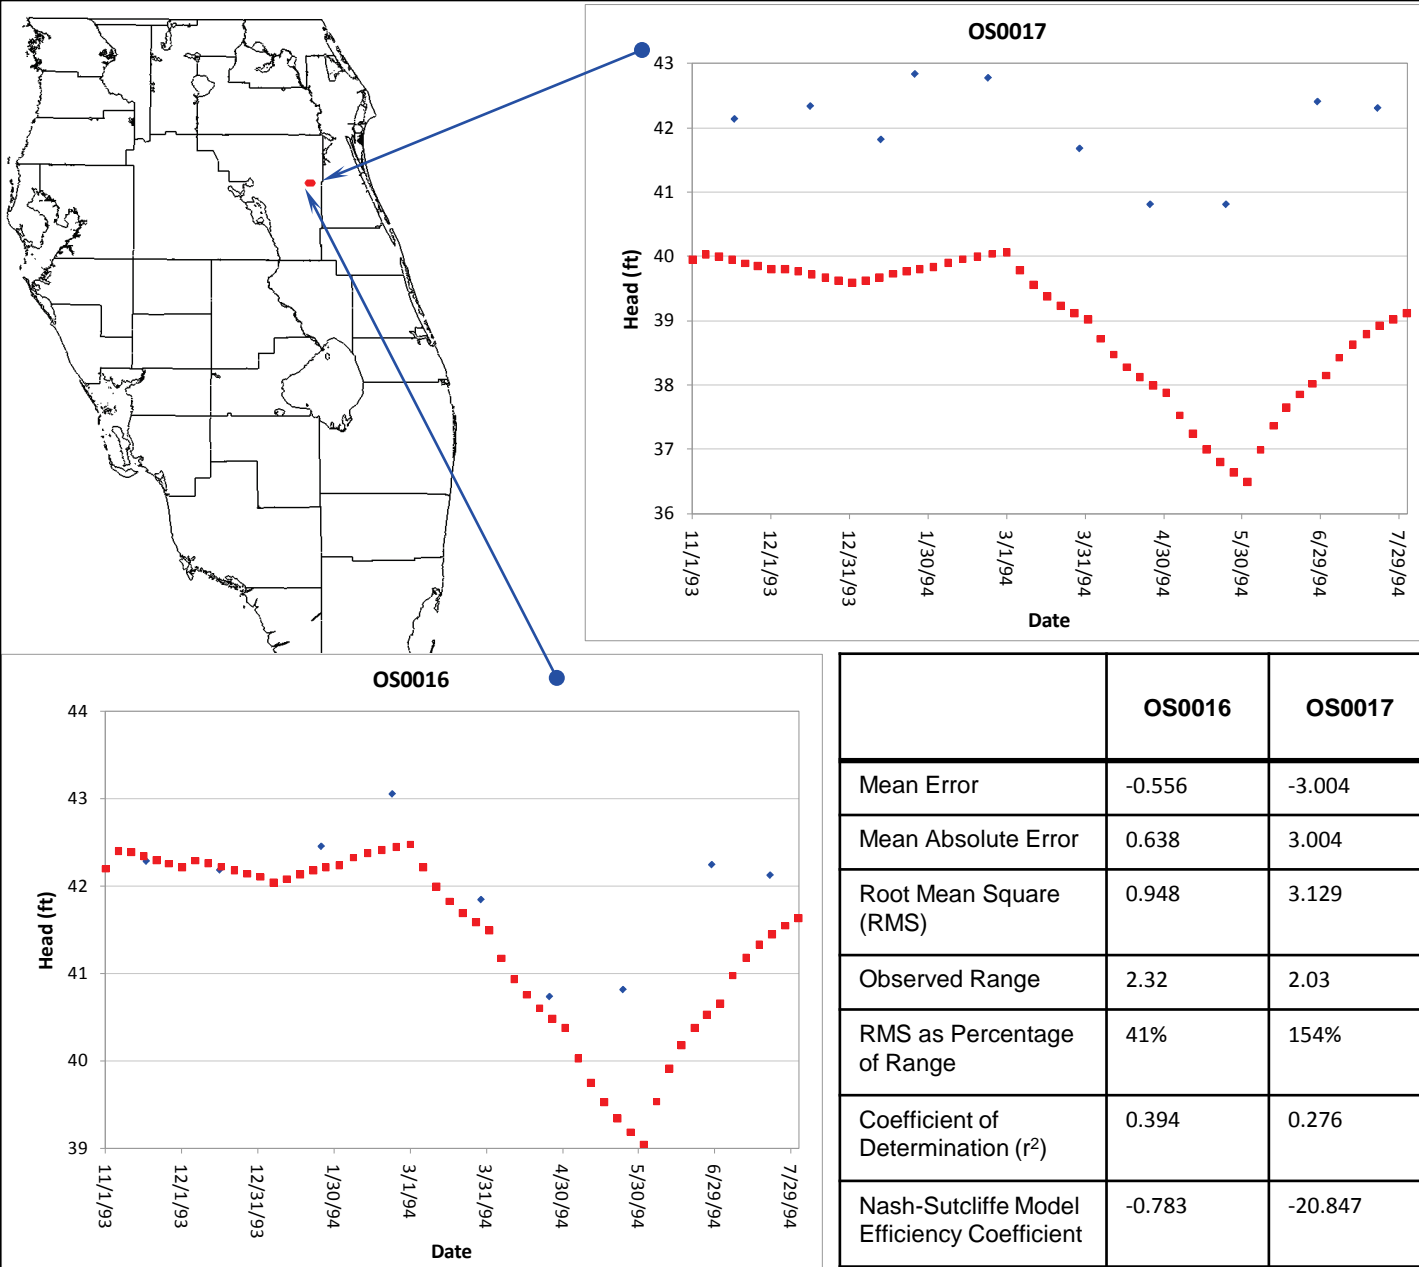 OS0017
43
42
41
40
39
38
37
36
Head (ft)
11/1/93
12/1/93
12/31/93
1/30/94
3/1/94
3/31/94
4/30/94
5/30/94
6/29/94
7/29/94
Date
OS0016
44
43
42
41
40
39
Head (ft)
11/1/93
12/1/93
12/31/93
1/30/94
3/1/94
3/31/94
4/30/94
5/30/94
6/29/94
7/29/94
Date
OS0016 OS0017
Mean Error -0.556 -3.004
Mean Absolute Error 0.638 3.004
Root Mean Square 0.948 3.129
(RMS)
Observed Range 2.32 2.03
RMS as Percentage 41% 154%
of Range
Coefficient of 0.394 0.276
Determination (r²)
Nash-Sutcliffe Model -0.783 -20.847
Efficiency Coefficient